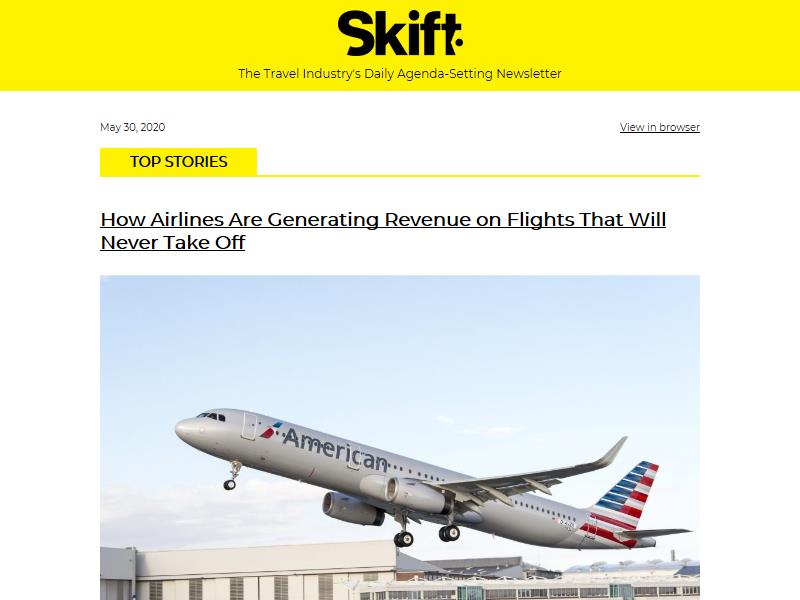 Skift
The Travel Industry's Daily Agenda-Setting Newsletter
May 30, 2020
View in browser
TOP STORIES
How Airlines Are Generating Revenue on Flights That Will
Never Take Off
American